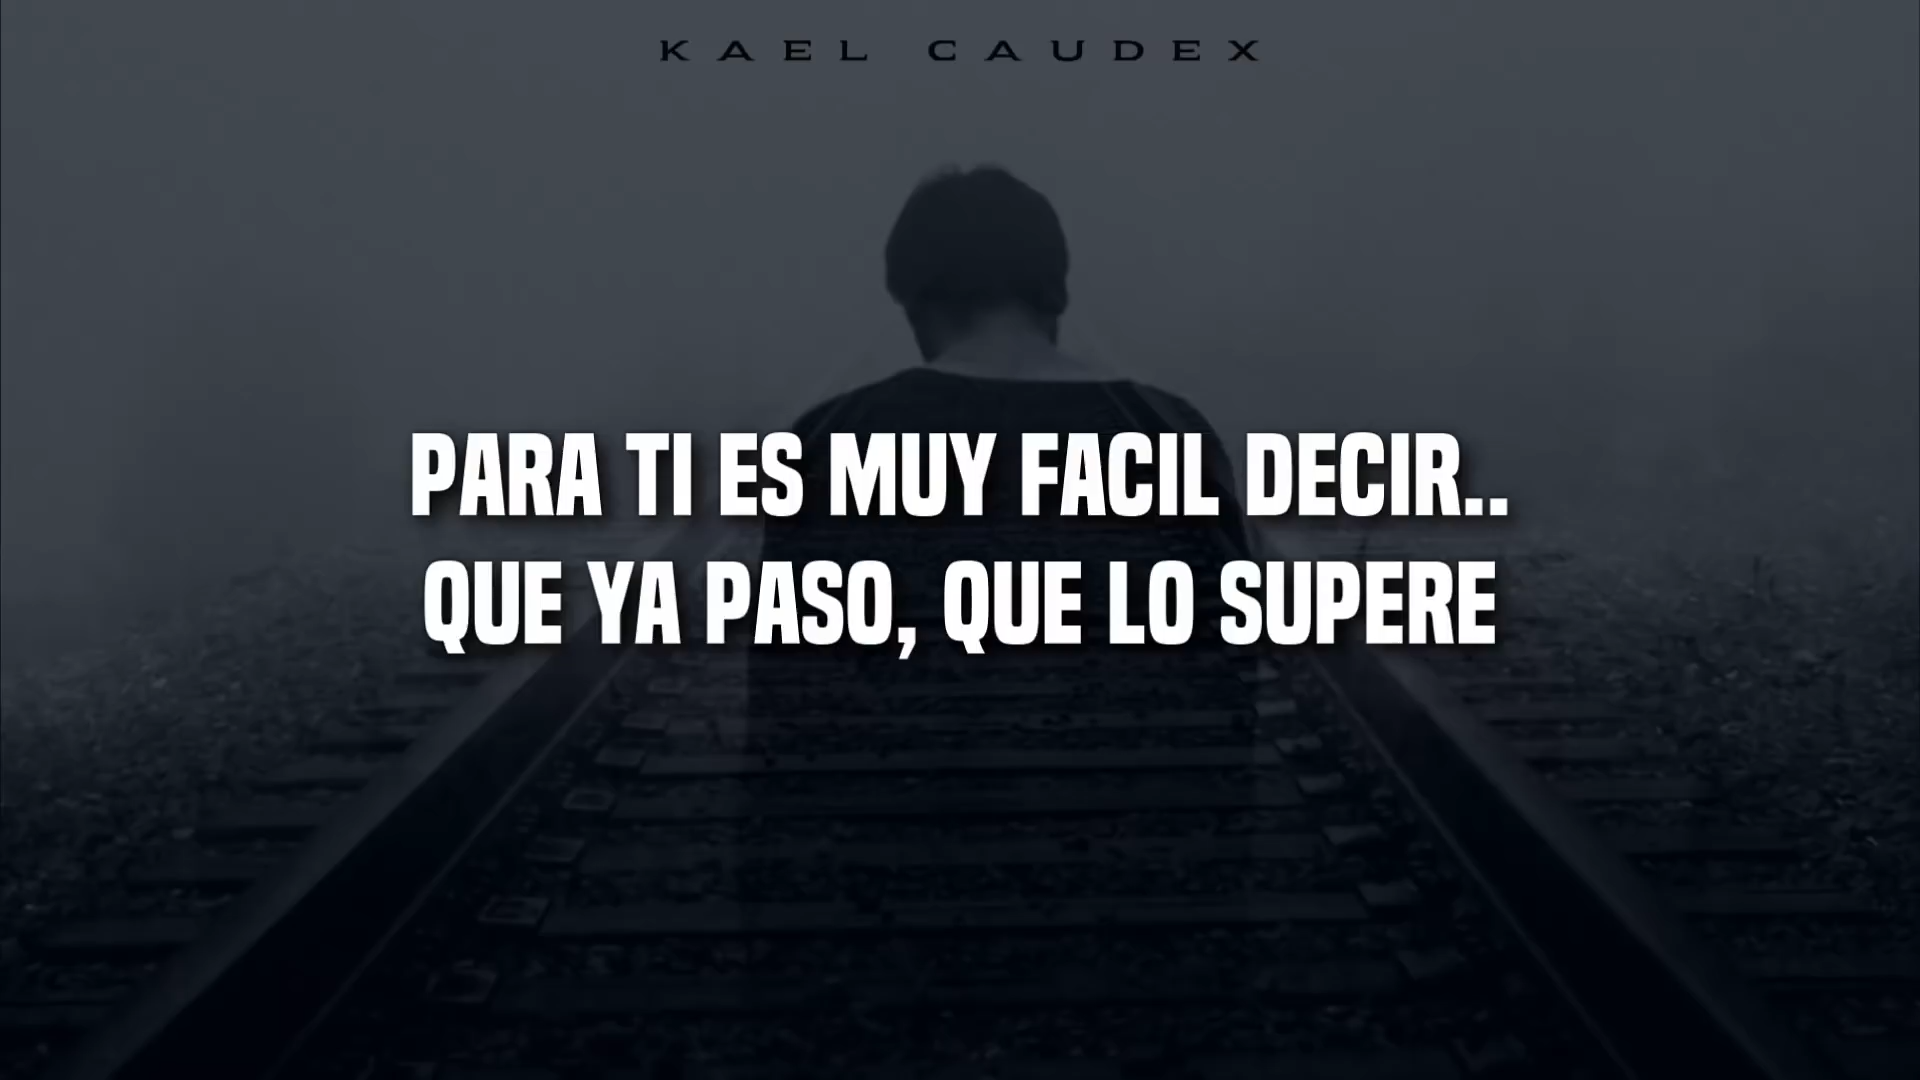 KAEL CAUDEX
PARA TI ES MUY FACIL DECIR..
QUE YA PASO, QUE LO SUPERE